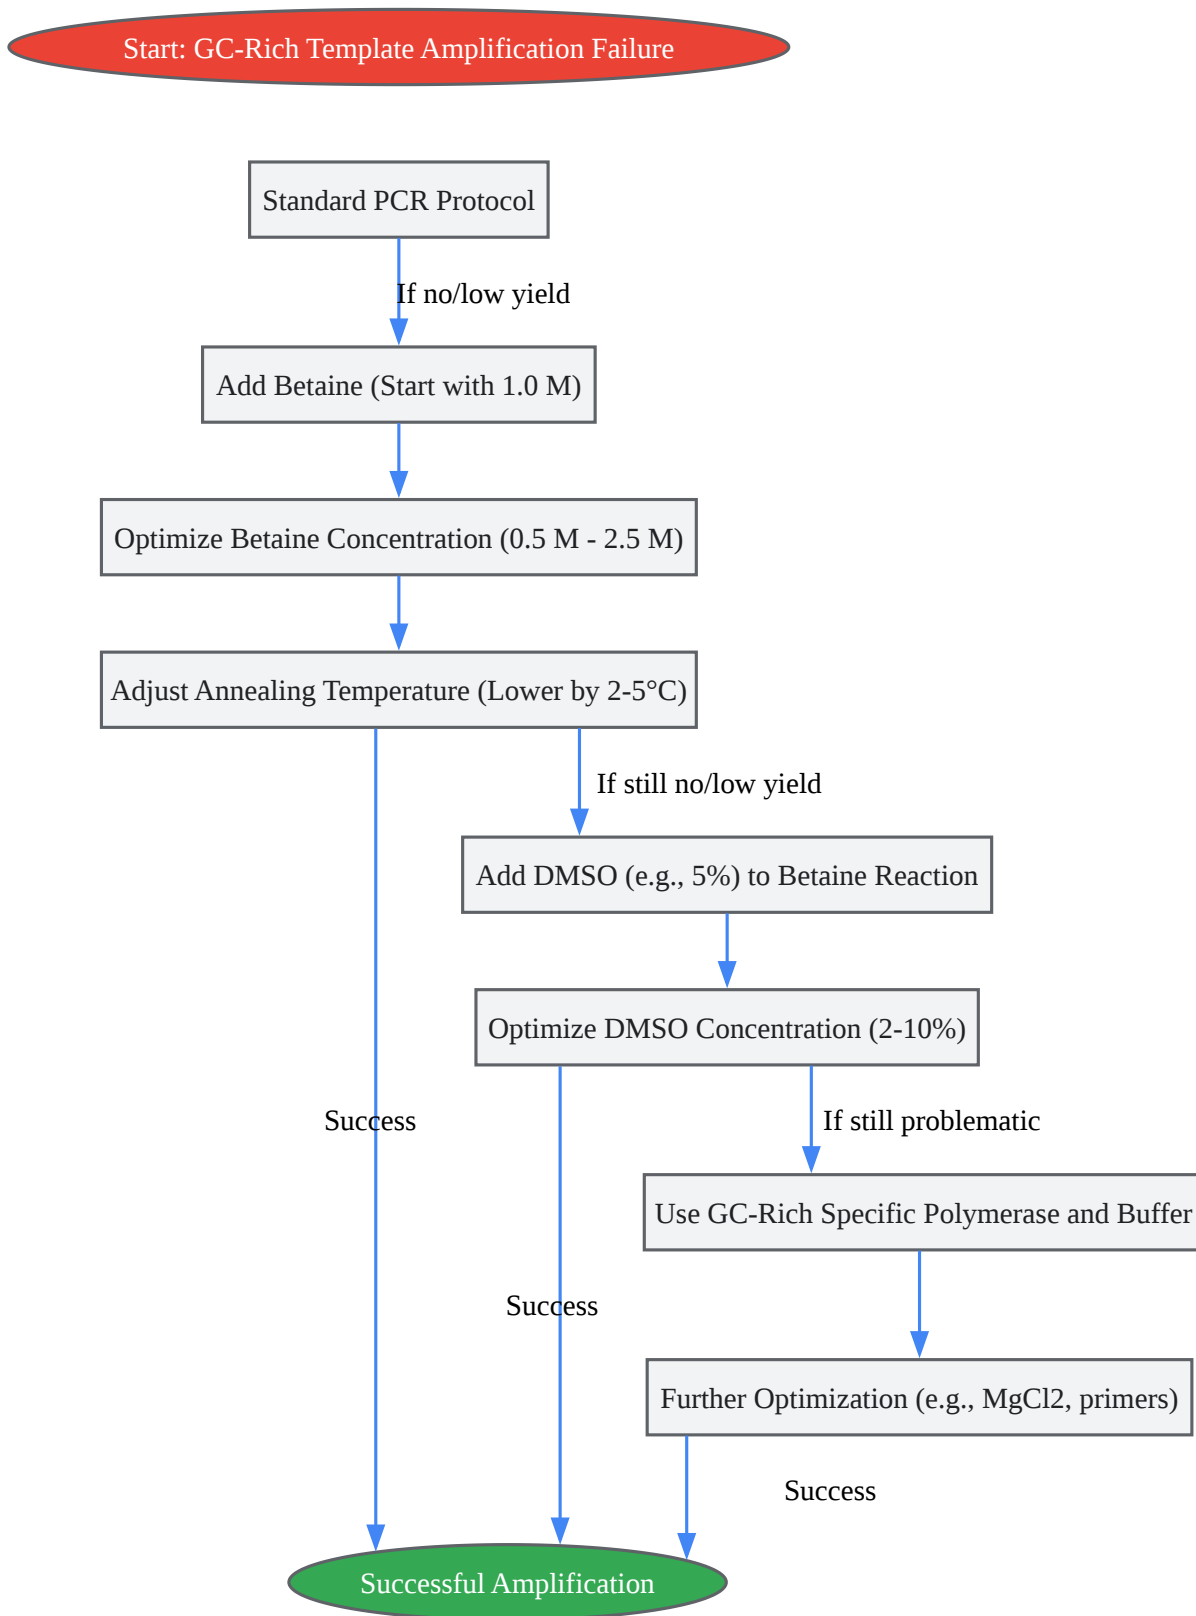 Start: GC-Rich Template Amplification Failure
Standard PCR Protocol
If no/low yield
Add Betaine (Start with 1.0 M)
Optimize Betaine Concentration (0.5 M - 2.5 M)
Adjust Annealing Temperature (Lower by 2-5°C)
If still no/low yield
Add DMSO (e.g., 5%) to Betaine Reaction
Optimize DMSO Concentration (2-10%)
Success
If still problematic
Use GC-Rich Specific Polymerase and Buffer
Success
Further Optimization (e.g., MgCl2, primers)
Success
Successful Amplification